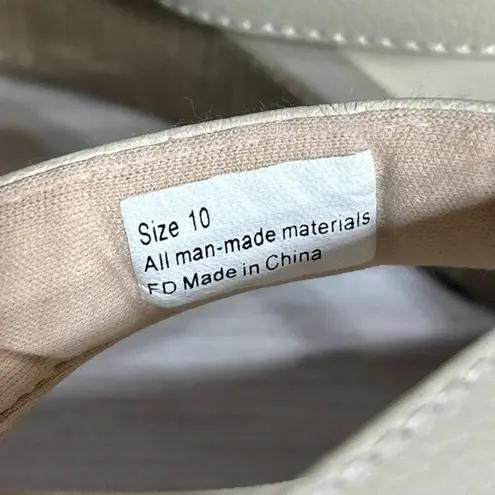 Size 10
All man-made materials
FD Made in China